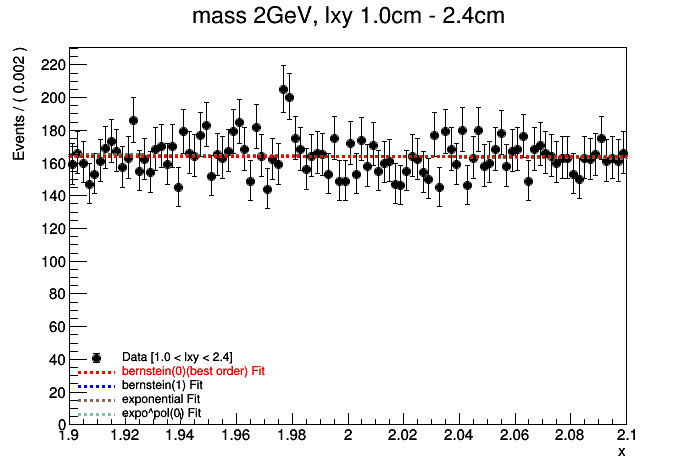 mass 2GeV, lxy 1.0cm - 2.4cm
Events / ( 0.002 )
220
200
180
160
140
120
100
80
60
40
20
0
Data [1.0 < lxy < 2.4]
bernstein(0)(best order) Fit
bernstein(1) Fit
exponential Fit
expo^pol(0) Fit
1.9 1.92 1.94 1.96 1.98 2 2.02 2.04 2.06 2.08 2.1
x